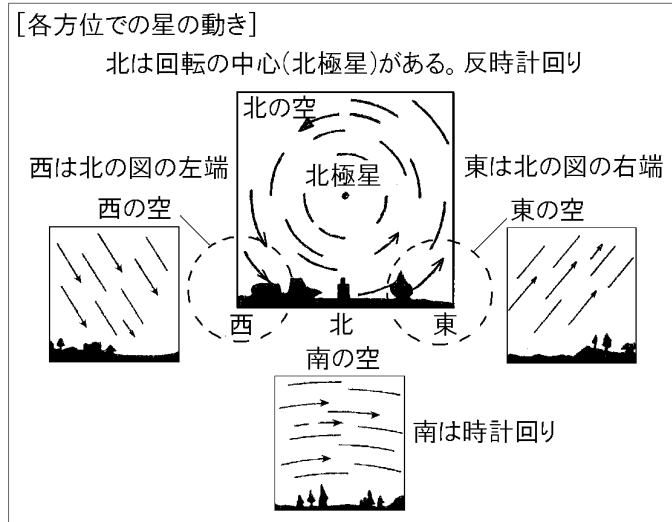 [各方位での星の動き]
北は回転の中心(北極星)がある。反時計回り
北の空
北極星
西は北の図の左端
西の空
東は北の図の右端
東の空
西 北 東
南の空
南は時計回り